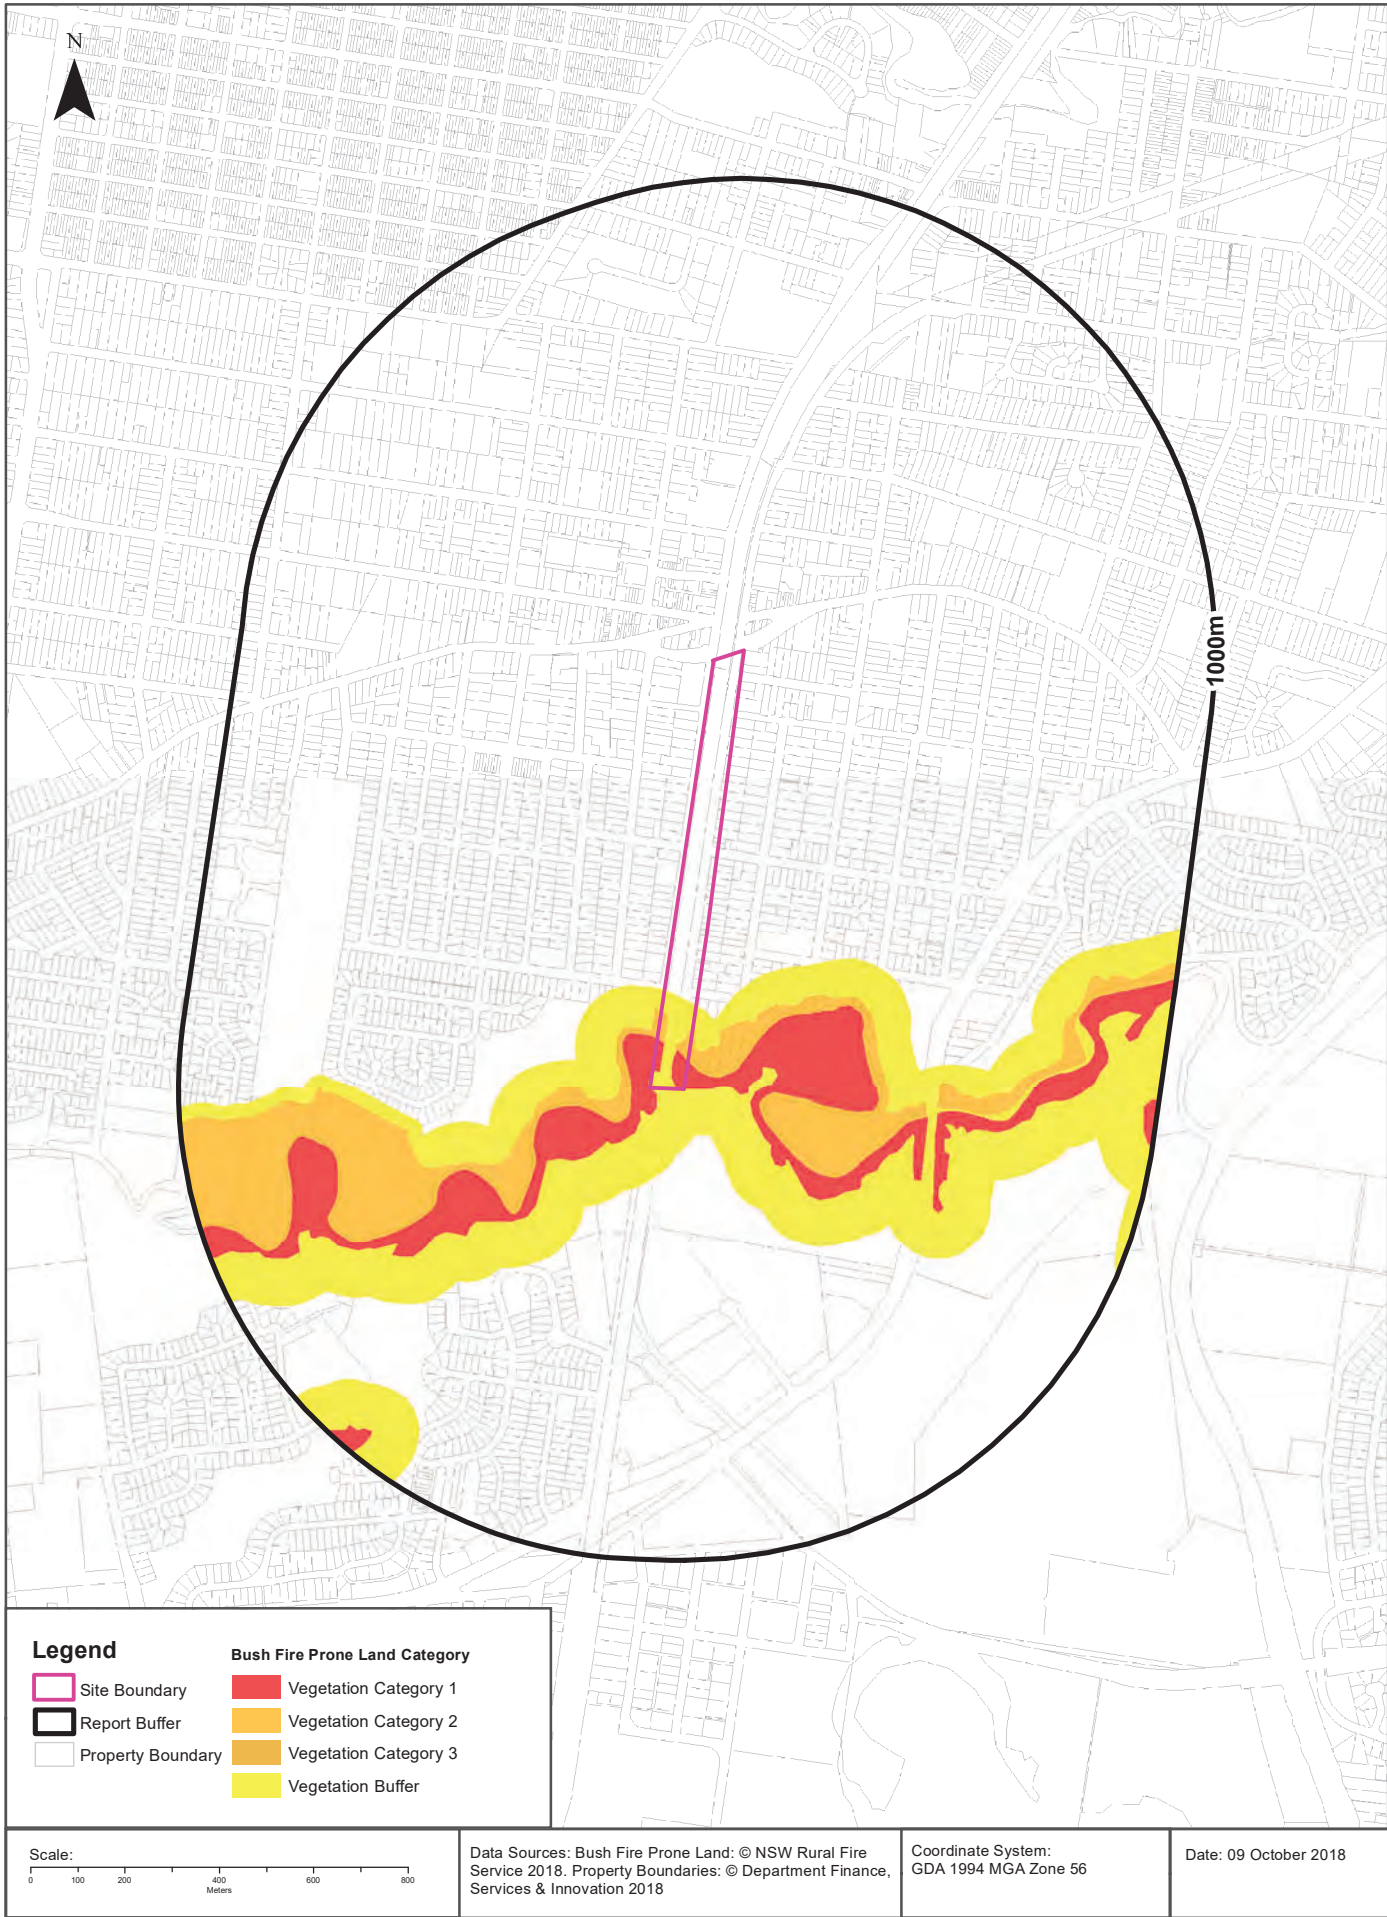 N
1000m
Legend
Site Boundary
Report Buffer
Property Boundary
Bush Fire Prone Land Category
Vegetation Category 1
Vegetation Category 2
Vegetation Category 3
Vegetation Buffer
Scale:
0 100 200 400 600 800
Meters
Data Sources: Bush Fire Prone Land: © NSW Rural Fire
Service 2018. Property Boundaries: © Department Finance,
Services & Innovation 2018
Coordinate System:
GDA 1994 MGA Zone 56
Date: 09 October 2018